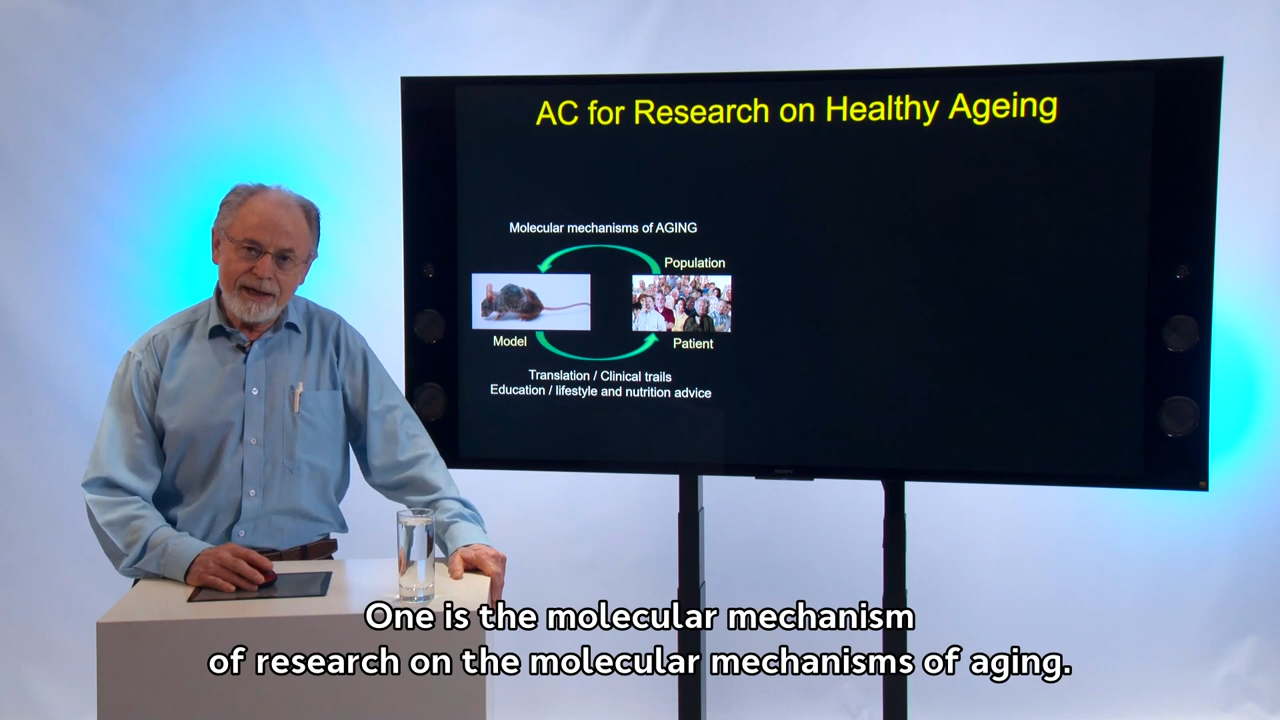 AC for Research on Healthy Ageing
Molecular mechanisms of AGING
Population
Model
Patient
Translation / Clinical trails
Education / lifestyle and nutrition advice
SONY
One is the molecular mechanism
of research on the molecular mechanisms of aging.